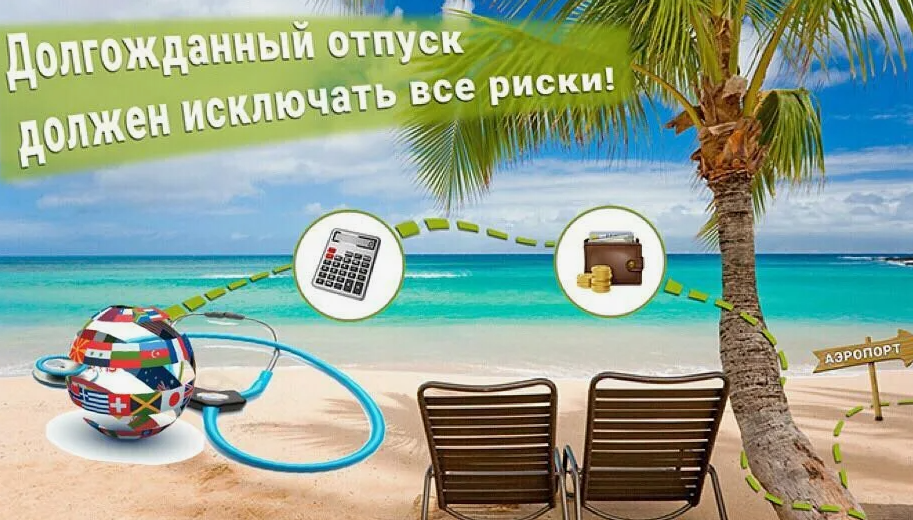 Долгожданный отпуск
должен исключать все риски!
АЭРОПОРТ